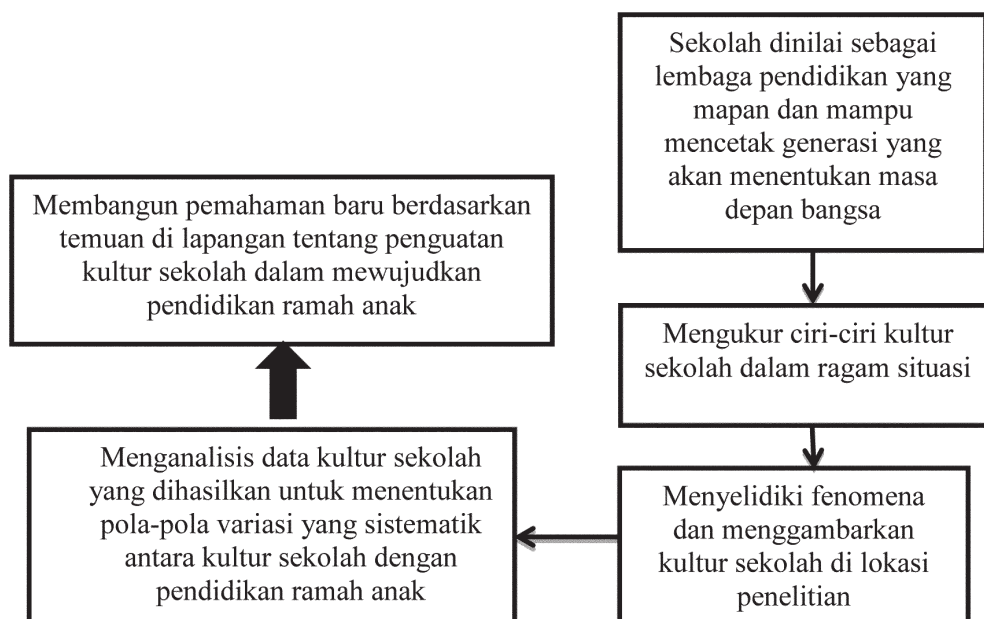 Sekolah dinilai sebagai
lembaga pendidikan yang
mapan dan mampu
mencetak generasi yang
akan menentukan masa
depan bangsa
Mengukur ciri-ciri kultur
sekolah dalam ragam situasi
Menyelidiki fenomena
dan menggambarkan
kultur sekolah di lokasi
penelitian
Menganalisis data kultur sekolah
yang dihasilkan untuk menentukan
pola-pola variasi yang sistematik
antara kultur sekolah dengan
pendidikan ramah anak
Membangun pemahaman baru berdasarkan
temuan di lapangan tentang penguatan
kultur sekolah dalam mewujudkan
pendidikan ramah anak